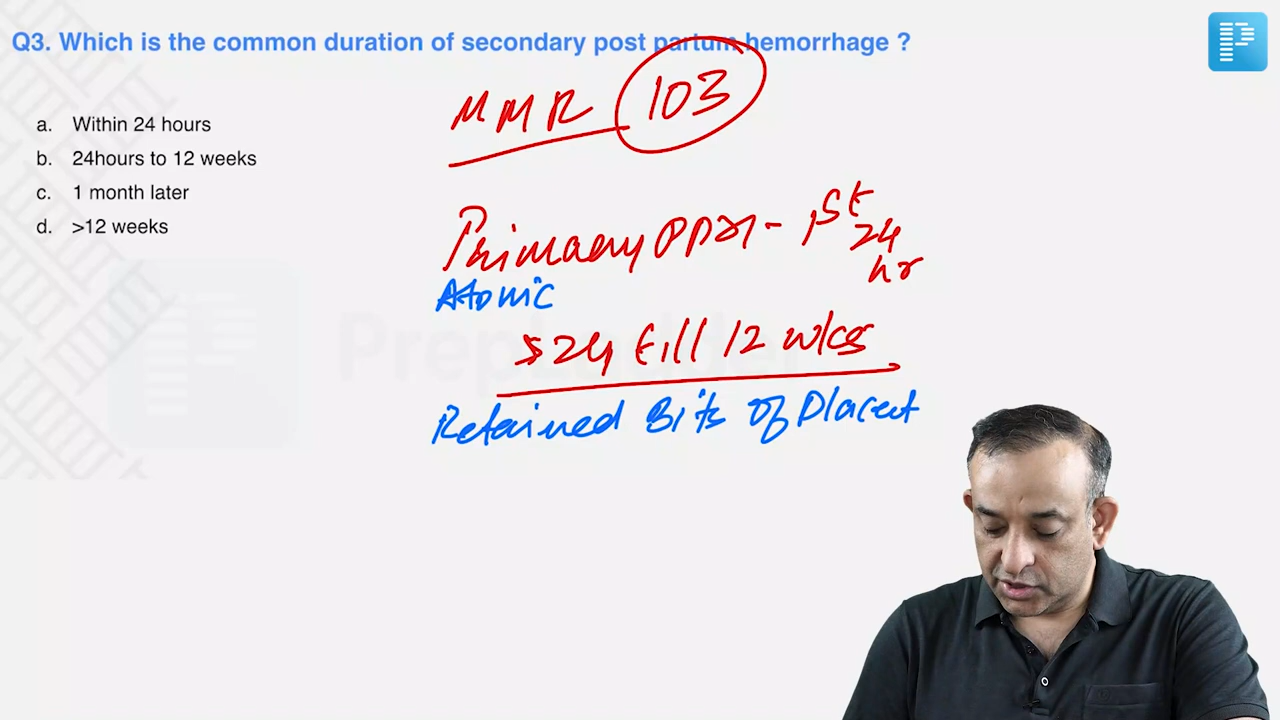 Q3. Which is the common duration of secondary post partum hemorrhage ?
a. Within 24 hours
b. 24hours to 12 weeks
c. 1 month later
d. >12 weeks
MMR 103
Primary PPH - 1st 24 hr
Atonic
>24 till 12 wks
Retained Bits of Placent
PrepLadder